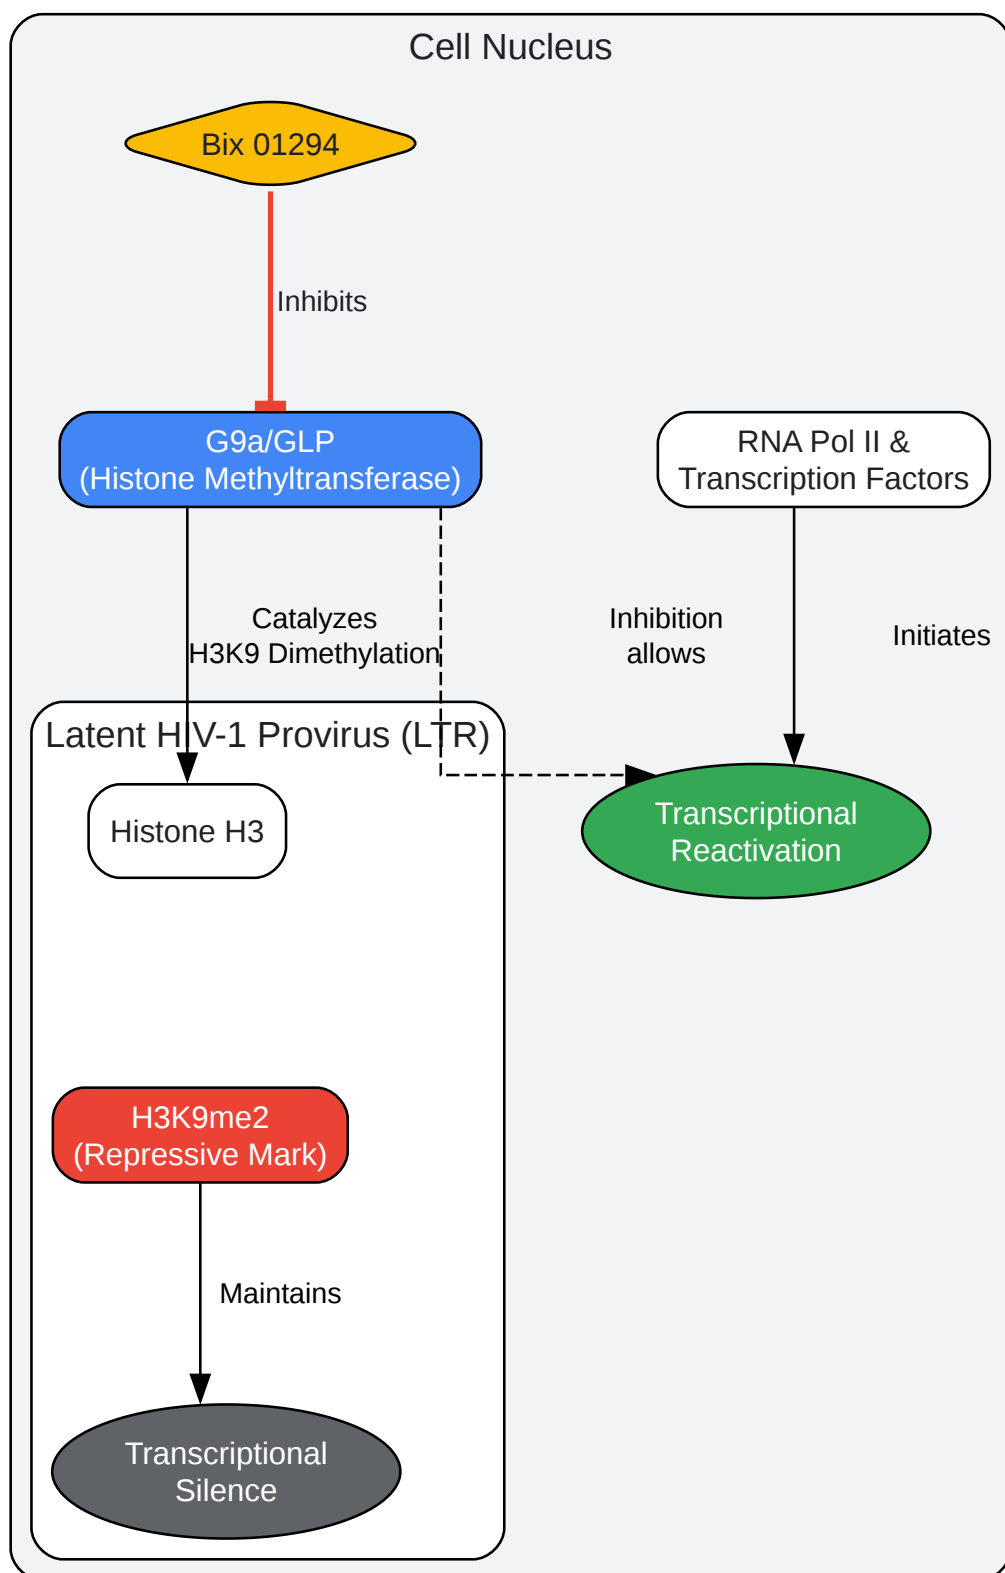 Cell Nucleus
Bix 01294
Inhibits
G9a/GLP
(Histone Methyltransferase)
RNA Pol II &
Transcription Factors
Catalyzes
H3K9 Dimethylation
Inhibition
allows
Initiates
Latent HIV-1 Provirus (LTR)
Histone H3
Transcriptional
Reactivation
H3K9me2
(Repressive Mark)
Maintains
Transcriptional
Silence